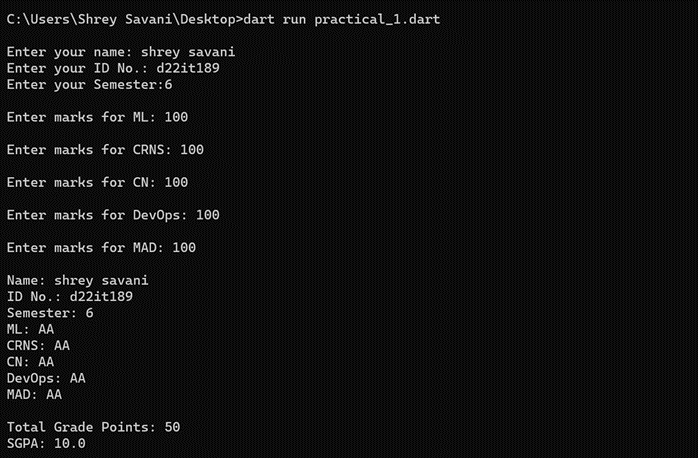 C:\Users\Shrey Savani\Desktop>dart run practical_1.dart
Enter your name: shrey savani
Enter your ID No.: d22it189
Enter your Semester:6
Enter marks for ML: 100
Enter marks for CRNS: 100
Enter marks for CN: 100
Enter marks for DevOps: 100
Enter marks for MAD: 100
Name: shrey savani
ID No.: d22it189
Semester: 6
ML: AA
CRNS: AA
CN: AA
DevOps: AA
MAD: AA
Total Grade Points: 50
SGPA: 10.0